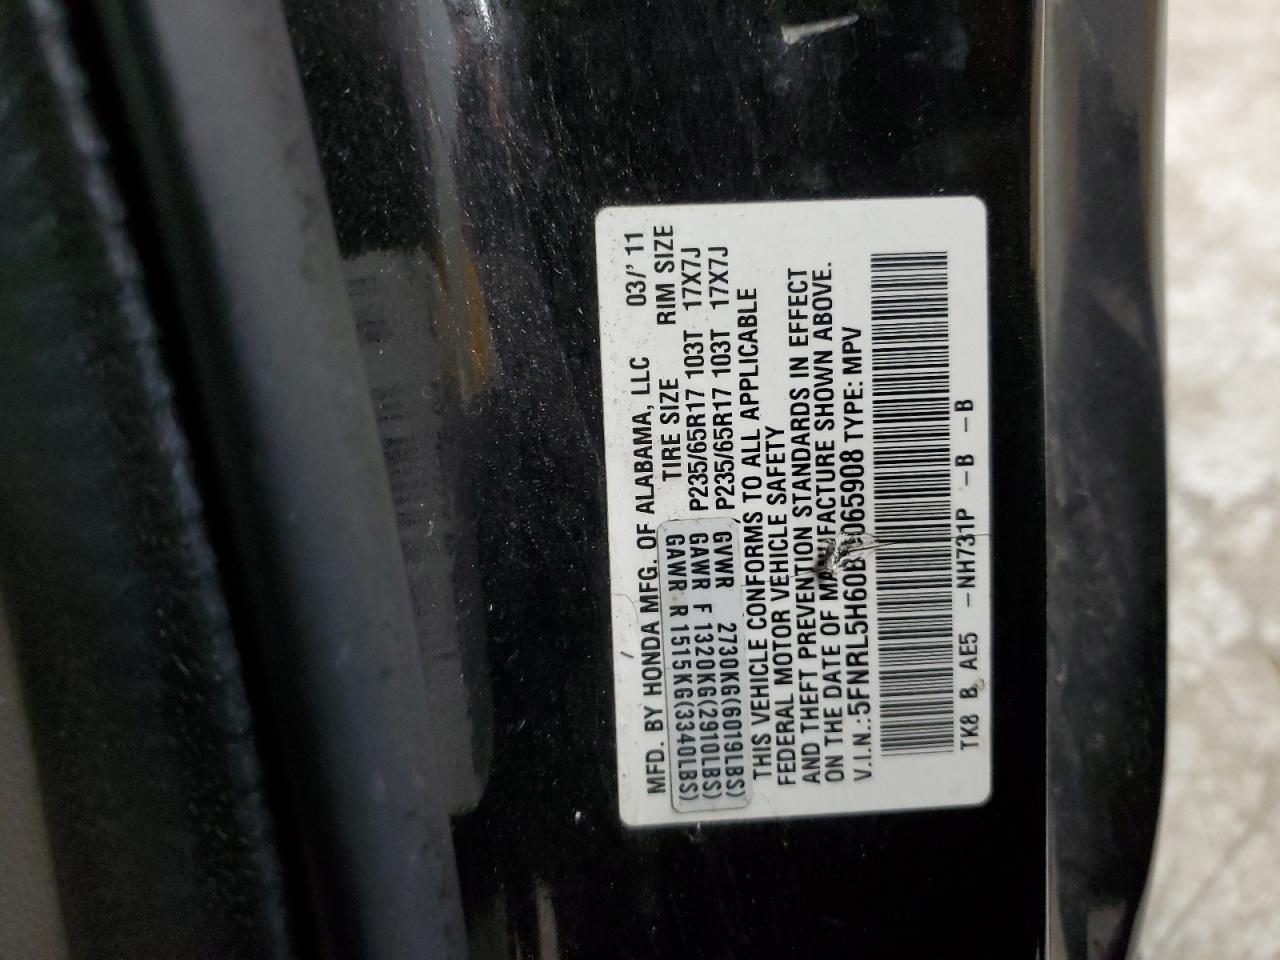 MFD. BY HONDA MFG. OF ALABAMA, LLC 03/'11
TIRE SIZE RIM SIZE
GAWR R 1515KG(3340LBS) P235/65R17 103T 17X7J
GAWR F 1320KG(2910LBS) P235/65R17 103T 17X7J
GVWR 2730KG(6019LBS)
THIS VEHICLE CONFORMS TO ALL APPLICABLE
FEDERAL MOTOR VEHICLE SAFETY
AND THEFT PREVENTION STANDARDS IN EFFECT
ON THE DATE OF MANUFACTURE SHOWN ABOVE.
V.I.N.: TYPE: MPV
TK8 B AE5 -NH731P -B -B